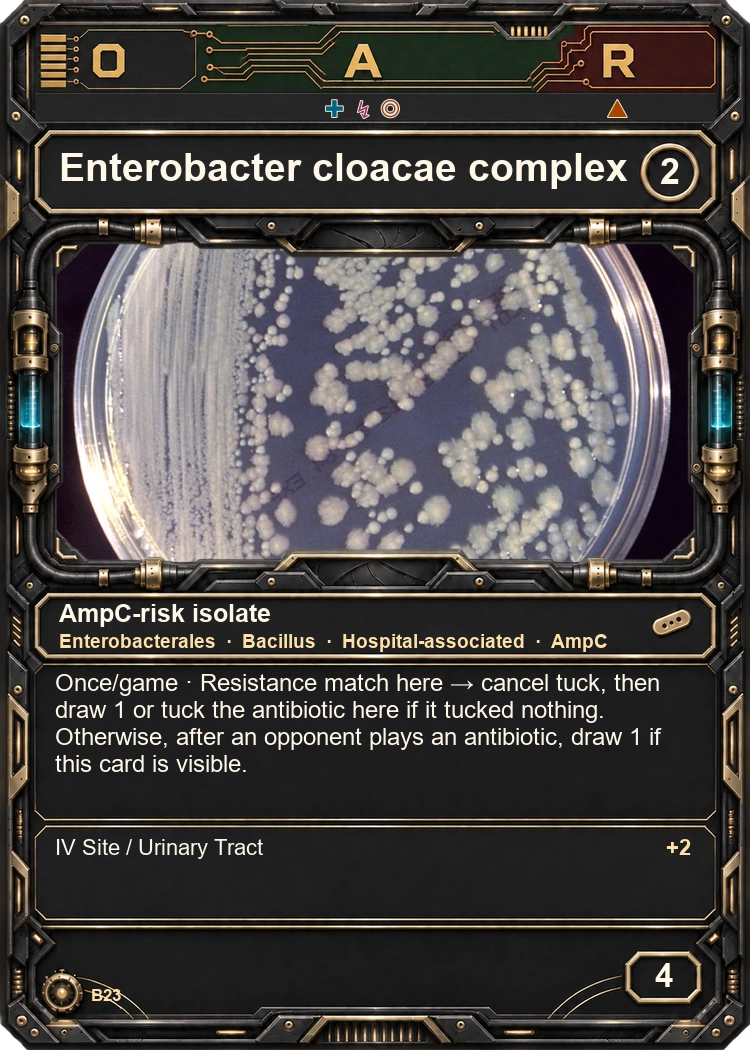 O A R
Enterobacter cloacae complex 2
AmpC-risk isolate
Enterobacterales · Bacillus · Hospital-associated · AmpC
Once/game · Resistance match here → cancel tuck, then
draw 1 or tuck the antibiotic here if it tucked nothing.
Otherwise, after an opponent plays an antibiotic, draw 1 if
this card is visible.
IV Site / Urinary Tract +2
4
B23